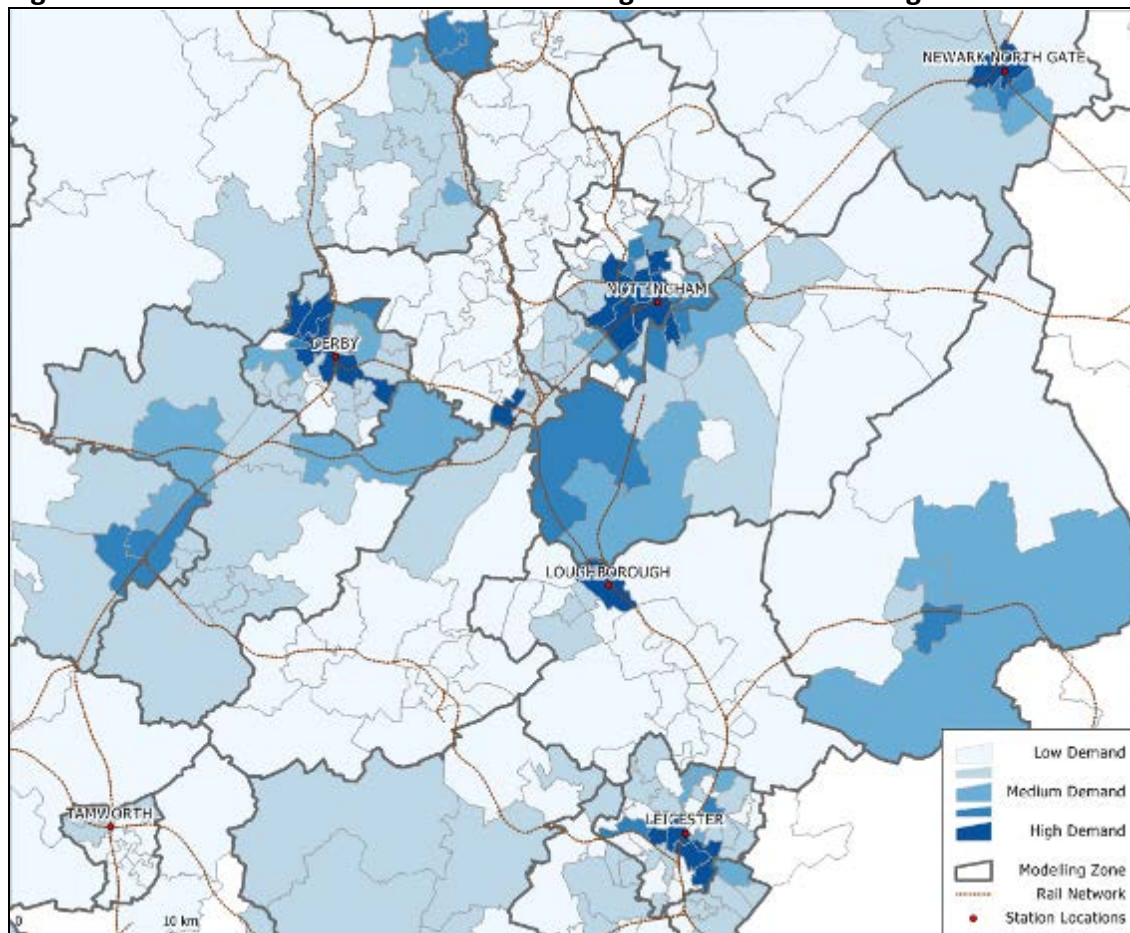 NEWARK NORTH GATE
NOTTINGHAM
DERBY
LOUGHBOROUGH
TAMWORTH
LEICESTER
Low Demand
Medium Demand
High Demand
Modelling Zone
Rail Network
Station Locations
0 10 km